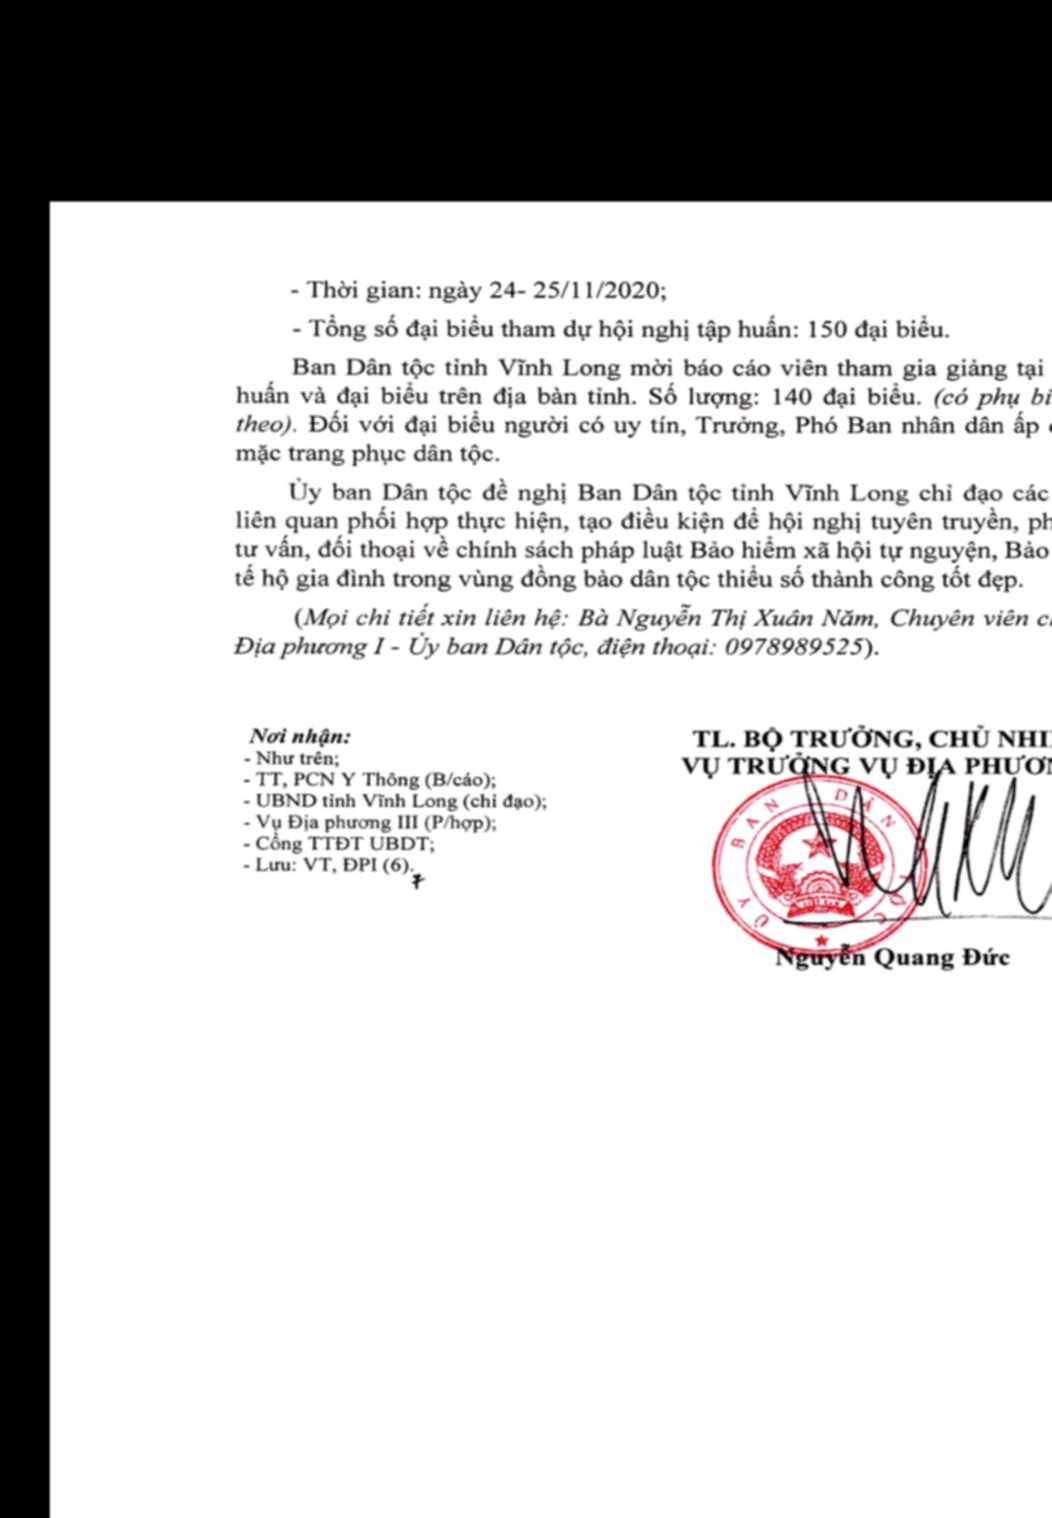 - Thời gian: ngày 24- 25/11/2020;
- Tổng số đại biểu tham dự hội nghị tập huấn: 150 đại biểu.
Ban Dân tộc tỉnh Vĩnh Long mời báo cáo viên tham gia giảng tại
huấn và đại biểu trên địa bàn tỉnh. Số lượng: 140 đại biểu. (có phụ bi
theo). Đối với đại biểu người có uy tín, Trưởng, Phó Ban nhân dân ấp
mặc trang phục dân tộc.
Ủy ban Dân tộc đề nghị Ban Dân tộc tỉnh Vĩnh Long chỉ đạo các
liên quan phối hợp thực hiện, tạo điều kiện để hội nghị tuyên truyền, ph
tư vấn, đối thoại về chính sách pháp luật Bảo hiểm xã hội tự nguyện, Bảo
tế hộ gia đình trong vùng đồng bào dân tộc thiểu số thành công tốt đẹp.
(Mọi chi tiết xin liên hệ: Bà Nguyễn Thị Xuân Năm, Chuyên viên c
Địa phương I - Ủy ban Dân tộc, điện thoại: 0978989525).
Nơi nhận:
- Như trên;
- TT, PCN Y Thông (B/cáo);
- UBND tỉnh Vĩnh Long (chỉ đạo);
- Vụ Địa phương III (P/hợp);
- Cổng TTĐT UBDT;
- Lưu: VT, ĐPI (6).
TL. BỘ TRƯỞNG, CHỦ NHI
VỤ TRƯỞNG VỤ ĐỊA PHƯƠN
ỦY BAN DÂN TỘC
Nguyễn Quang Đức